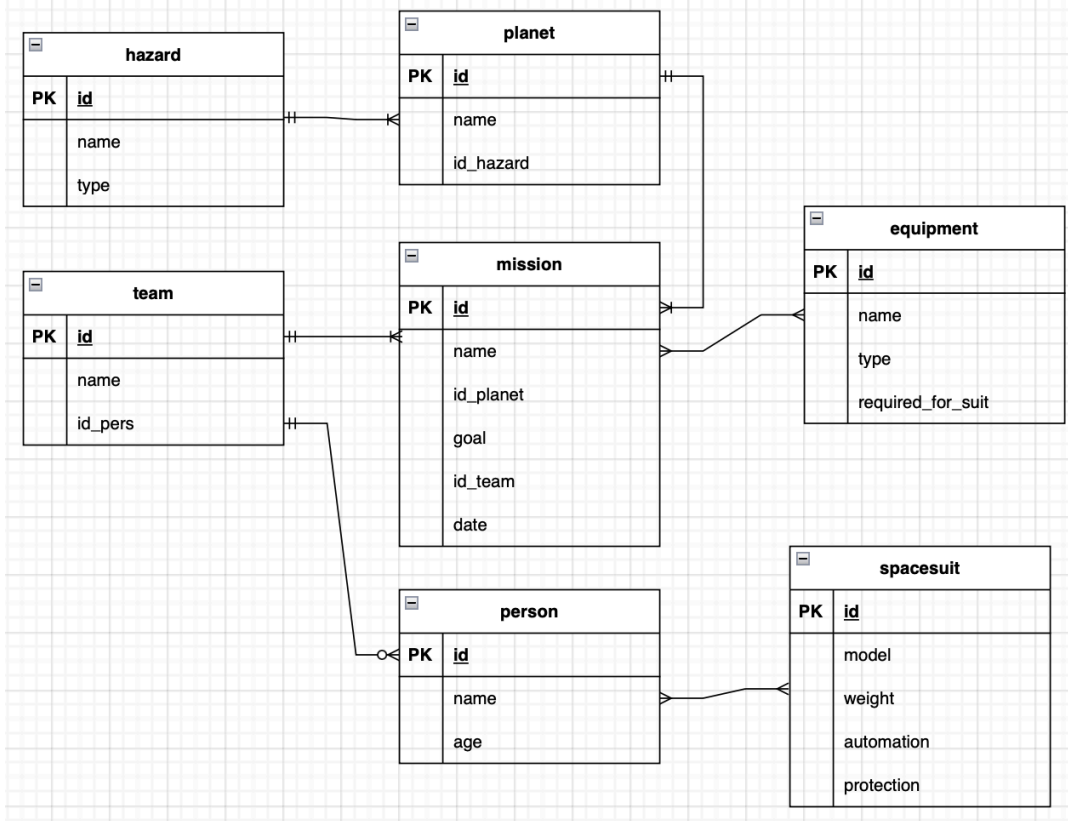 hazard
PK id
name
type
planet
PK id
name
id_hazard
team
PK id
name
id_pers
mission
PK id
name
id_planet
goal
id_team
date
equipment
PK id
name
type
required_for_suit
person
PK id
name
age
spacesuit
PK id
model
weight
automation
protection